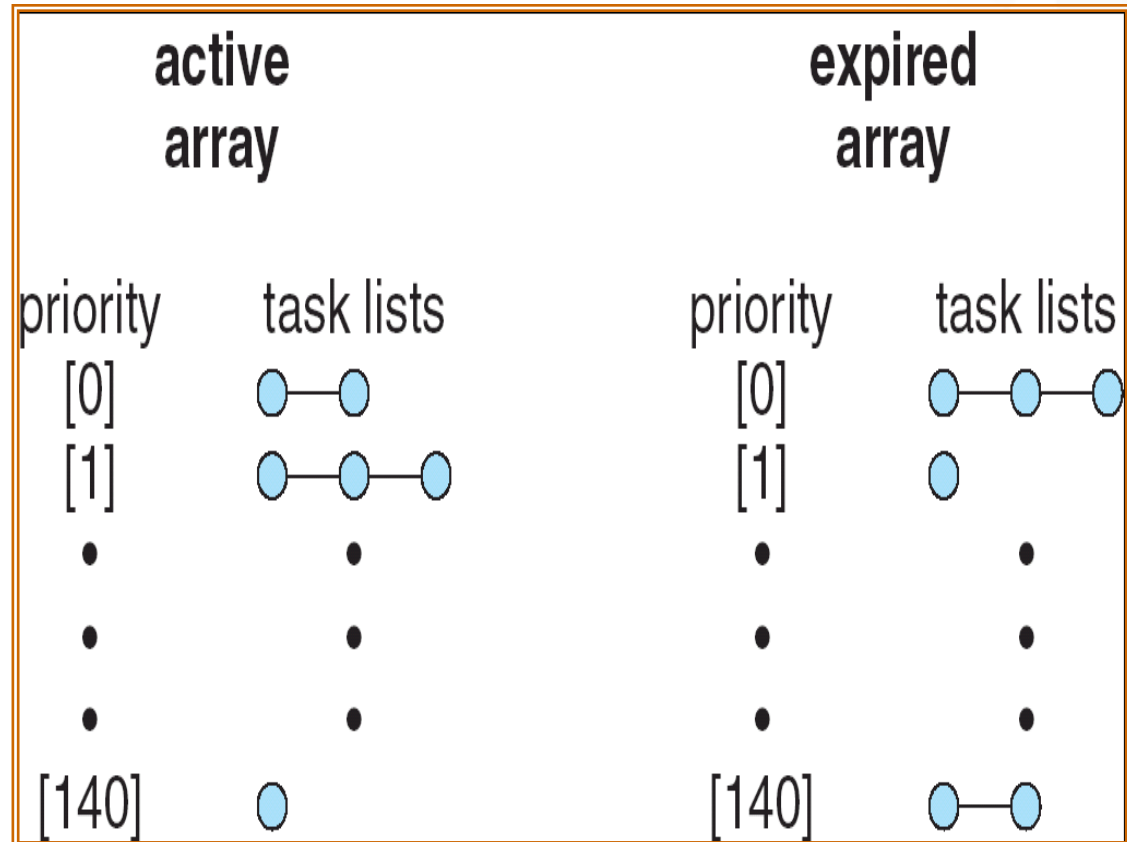 active expired
array array
priority task lists priority task lists
[0] [0]
[1] [1]
[140] [140]